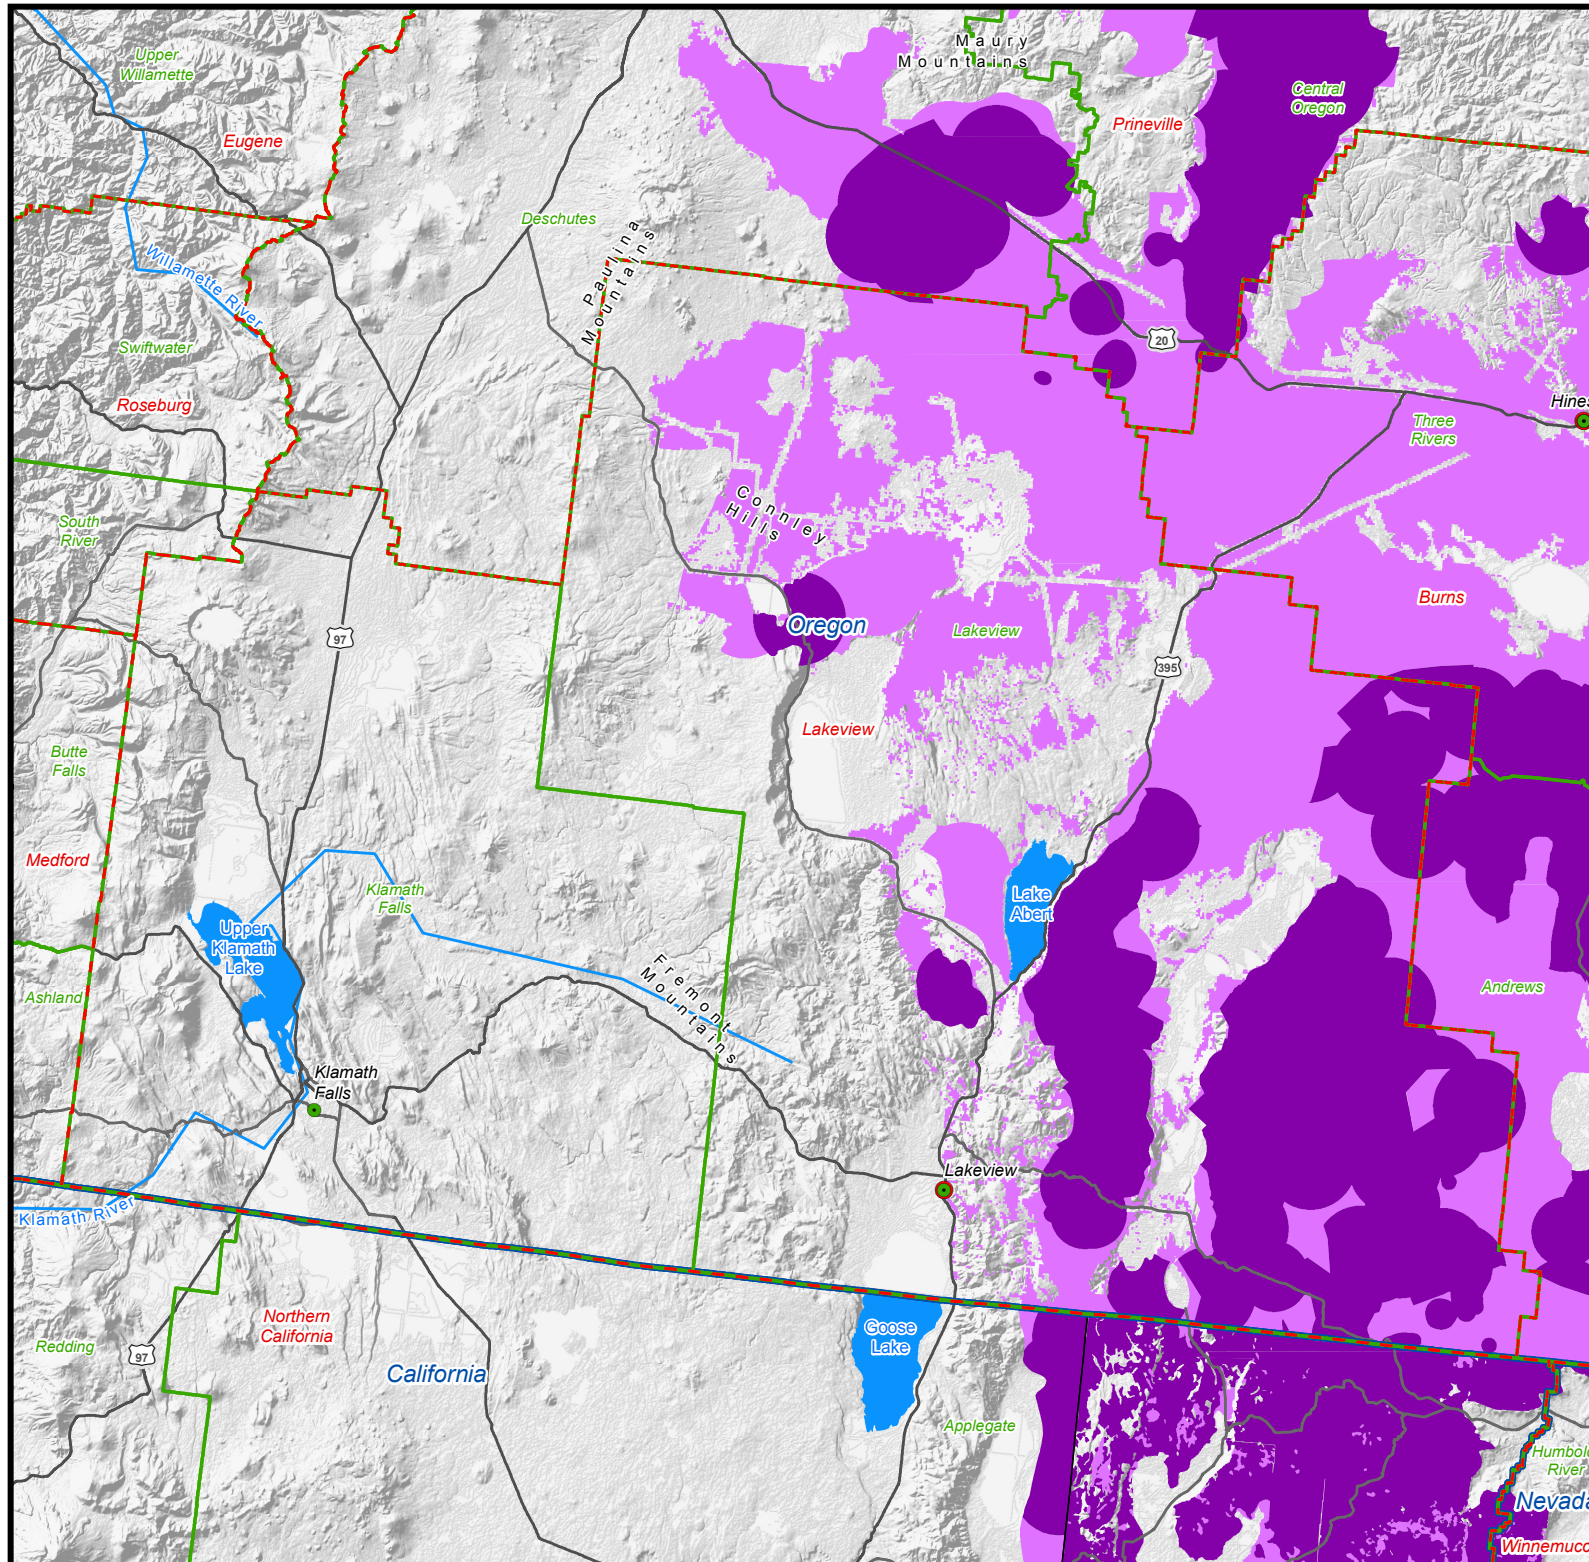 Upper
Willamette
Eugene
Maury
Mountains
Prineville
Central
Oregon
Deschutes
Paulina
Mountains
Willamette River
Swiftwater
Roseburg
20
Hines
Three
Rivers
South
River
Connley
Hills
Burns
Oregon
Lakeview
97
395
Lakeview
Butte
Falls
Medford
Klamath
Falls
Upper
Klamath
Lake
Lake
Abert
Ashland
Fremont
Mountains
Andrews
Klamath
Falls
Lakeview
Klamath River
Northern
California
Redding
97
California
Goose
Lake
Applegate
Humbol
River
Nevada
Winnemucc